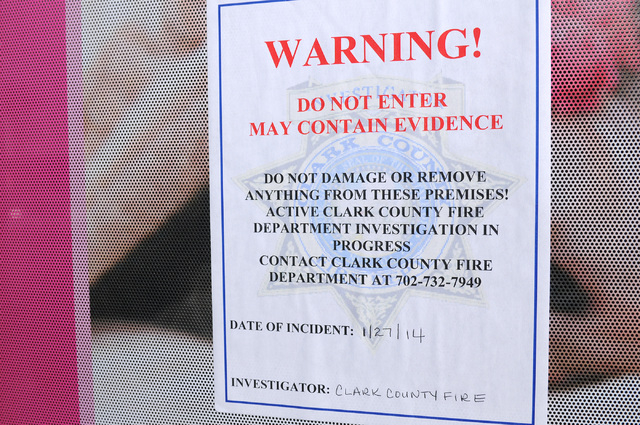 WARNING!
DO NOT ENTER
MAY CONTAIN EVIDENCE
DO NOT DAMAGE OR REMOVE
ANYTHING FROM THESE PREMISES!
ACTIVE CLARK COUNTY FIRE
DEPARTMENT INVESTIGATION IN
PROGRESS
CONTACT CLARK COUNTY FIRE
DEPARTMENT AT 702-732-7949
DATE OF INCIDENT: 1/27/14
INVESTIGATOR: CLARK COUNTY FIRE